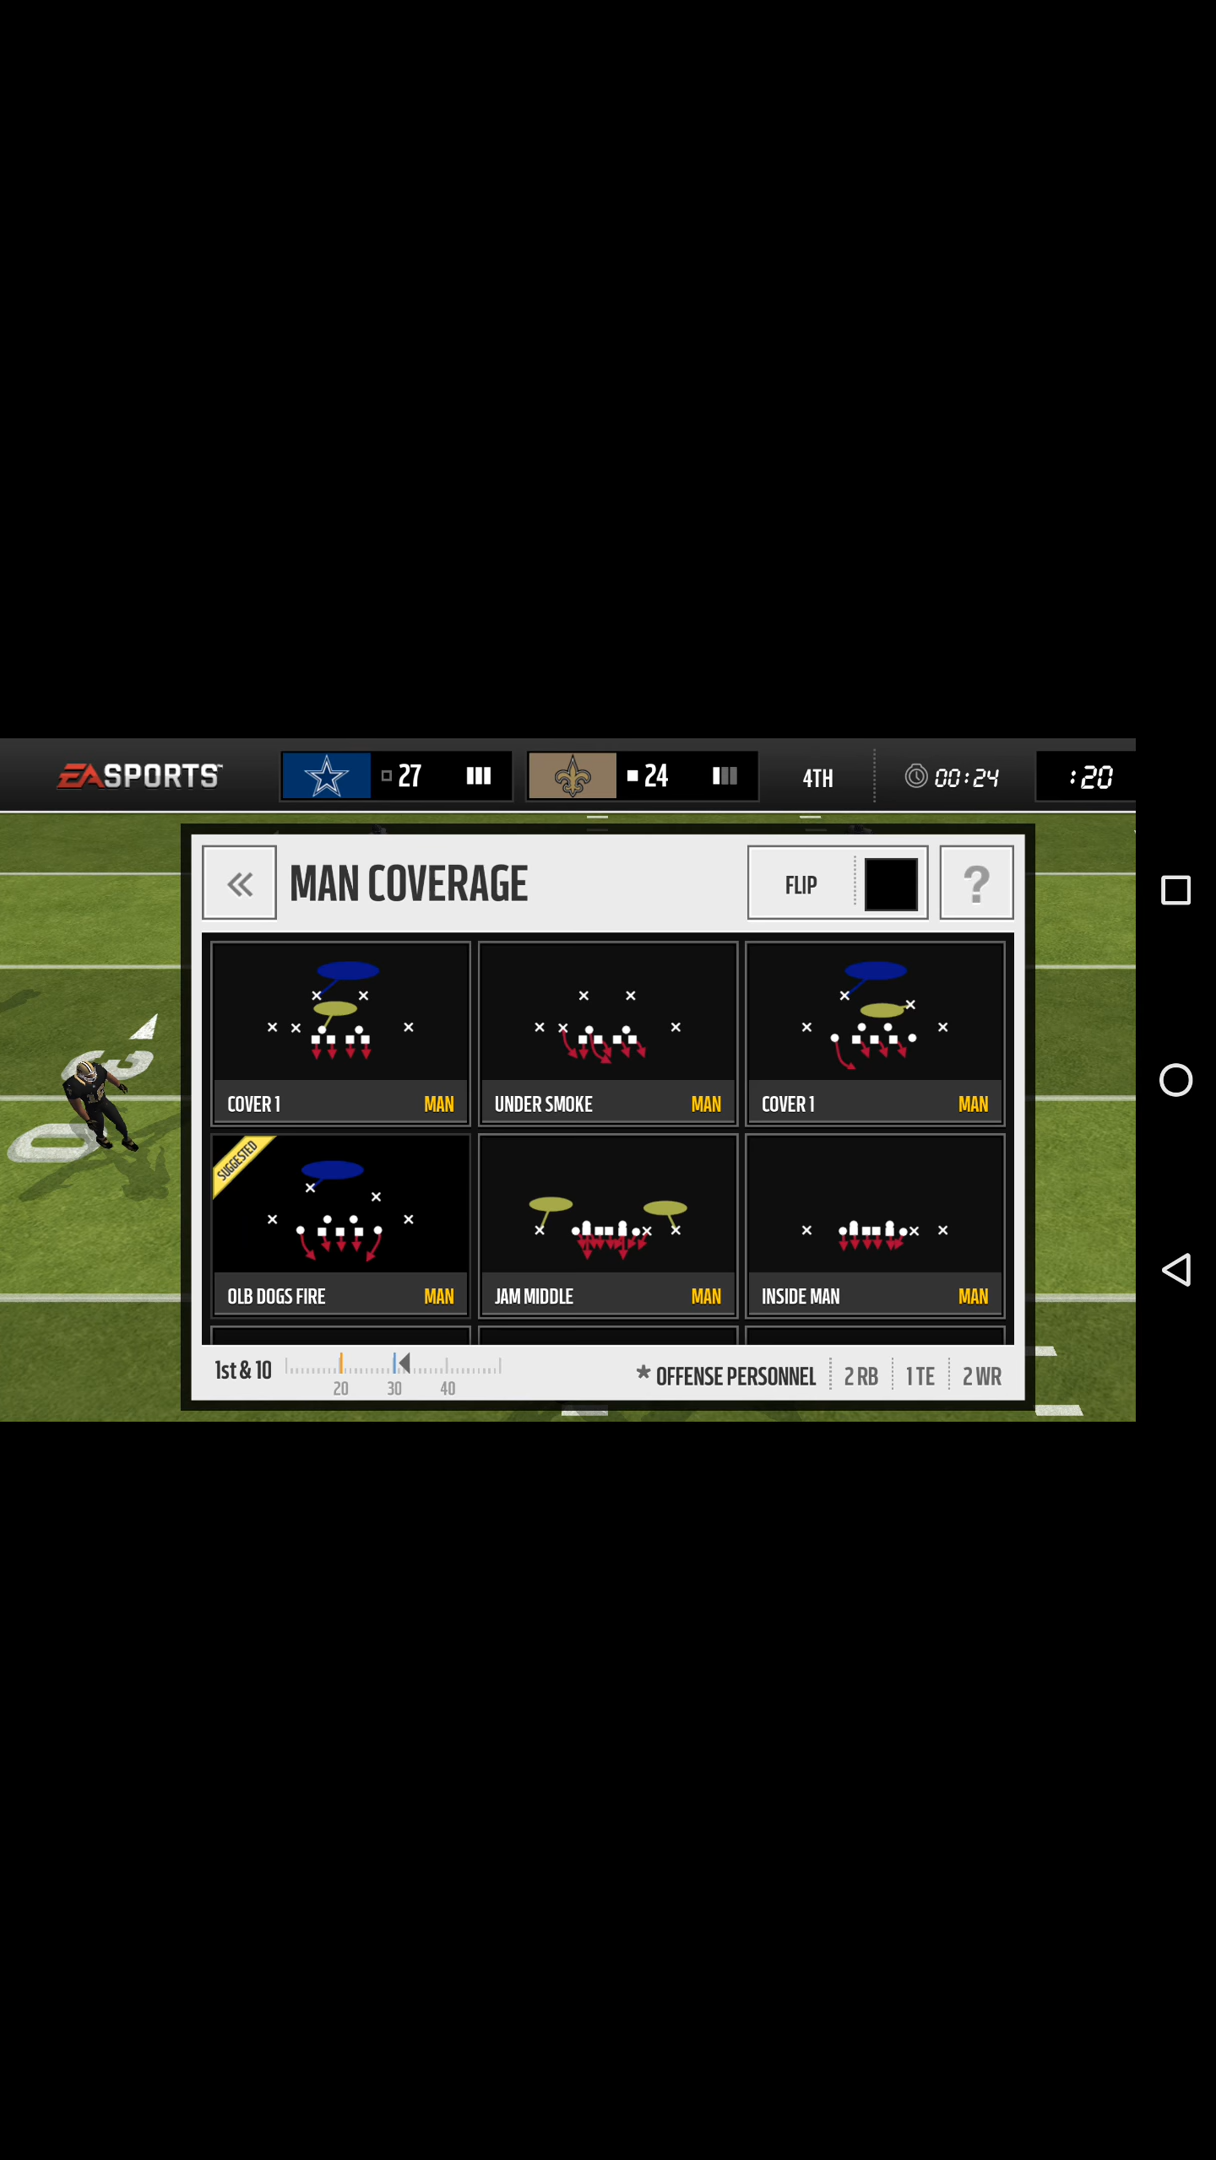 EA SPORTS™ 27 24 4TH 00:24 :20
MAN COVERAGE FLIP ?
COVER 1 MAN
UNDER SMOKE MAN
COVER 1 MAN
SUGGESTED
OLB DOGS FIRE MAN
JAM MIDDLE MAN
INSIDE MAN MAN
1st & 10
20 30 40
* OFFENSE PERSONNEL 2 RB 1 TE 2 WR